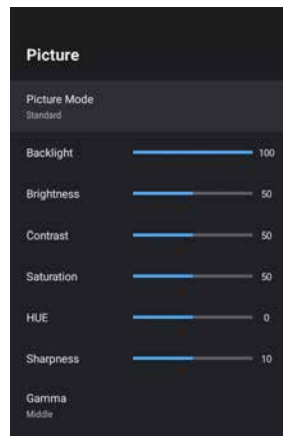 Picture
Picture Mode
Standard
Backlight 100
Brightness 50
Contrast 50
Saturation 50
HUE 0
Sharpness 10
Gamma
Middle